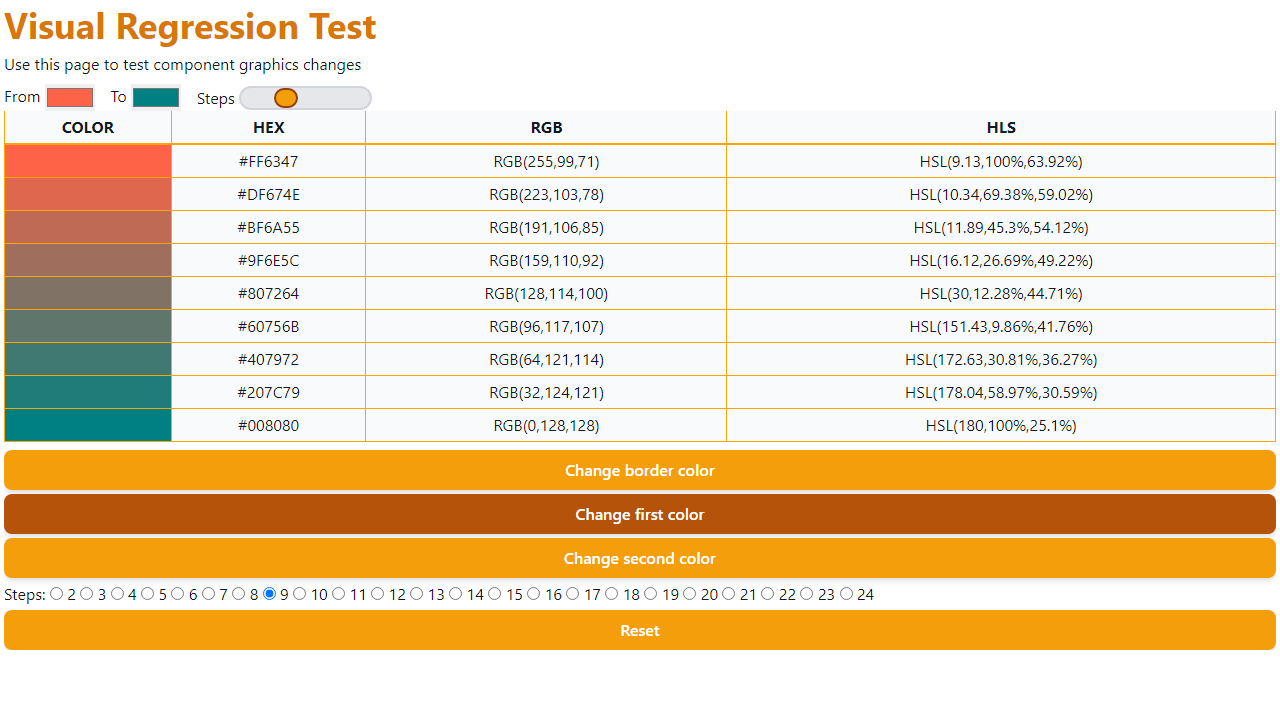 Visual Regression Test
Use this page to test component graphics changes
From To Steps
COLOR HEX RGB HLS
#FF6347 RGB(255,99,71) HSL(9.13,100%,63.92%)
#DF674E RGB(223,103,78) HSL(10.34,69.38%,59.02%)
#BF6A55 RGB(191,106,85) HSL(11.89,45.3%,54.12%)
#9F6E5C RGB(159,110,92) HSL(16.12,26.69%,49.22%)
#807264 RGB(128,114,100) HSL(30,12.28%,44.71%)
#60756B RGB(96,117,107) HSL(151.43,9.86%,41.76%)
#407972 RGB(64,121,114) HSL(172.63,30.81%,36.27%)
#207C79 RGB(32,124,121) HSL(178.04,58.97%,30.59%)
#008080 RGB(0,128,128) HSL(180,100%,25.1%)
Change border color
Change first color
Change second color
Steps: 2 3 4 5 6 7 8 9 10 11 12 13 14 15 16 17 18 19 20 21 22 23 24
Reset